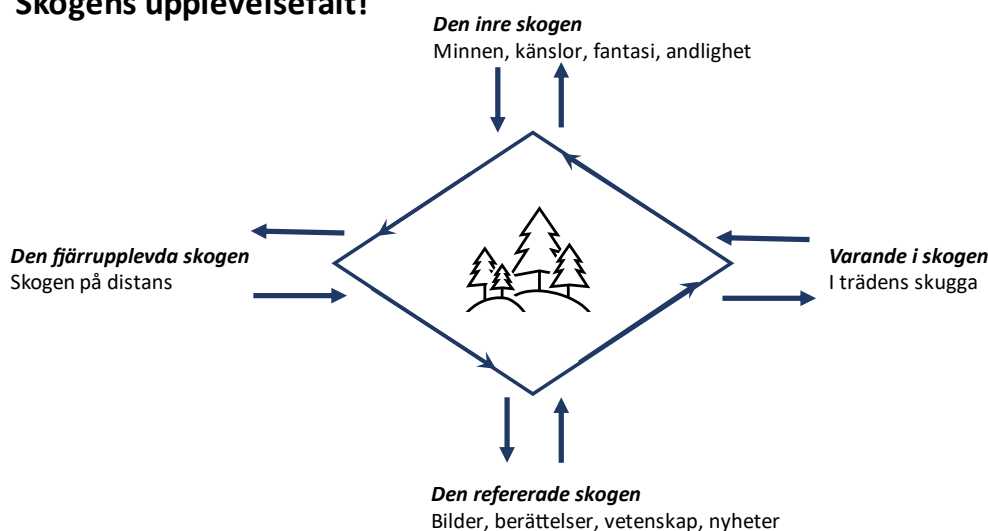 Skogens upplevelsefält!
Den inre skogen
Minnen, känslor, fantasi, andlighet
Den fjärrupplevda skogen
Skogen på distans
Varande i skogen
I trädens skugga
Den refererade skogen
Bilder, berättelser, vetenskap, nyheter